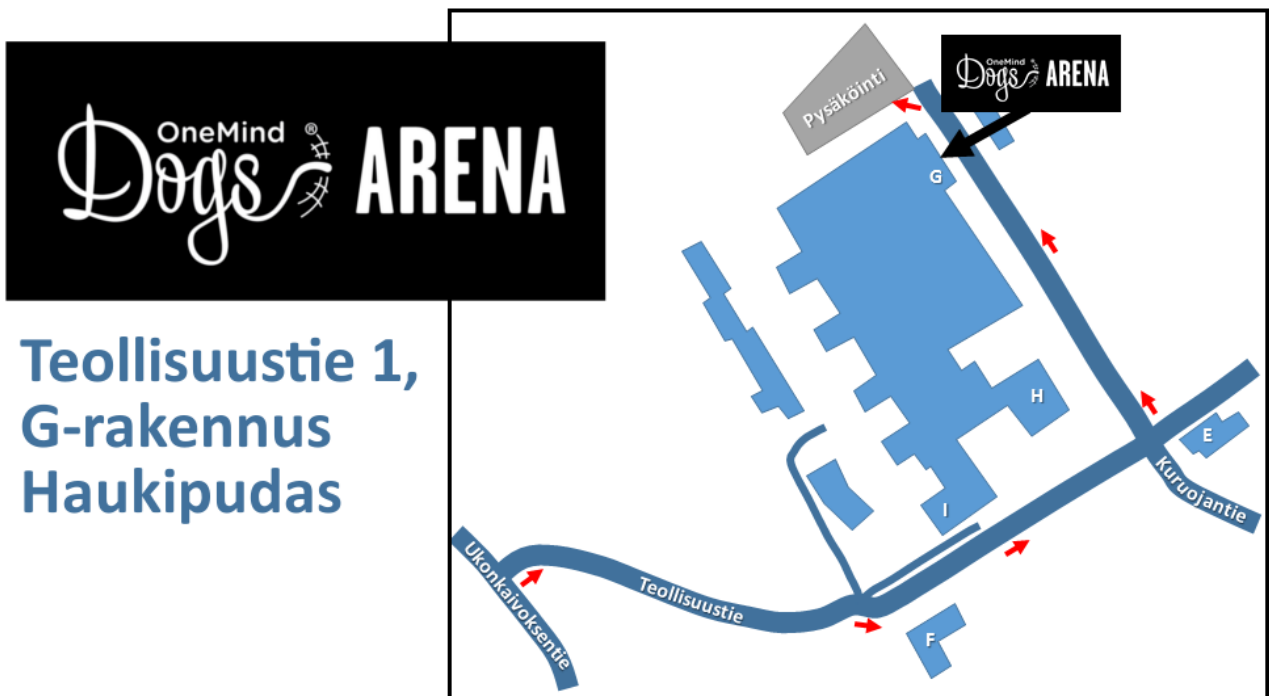 OneMind
Dogs® ARENA
Teollisuustie 1,
G-rakennus
Haukipudas
Pysäköinti
OneMind
Dogs ARENA
G
H
E
I
Kuruojantie
Ukonkaivoksentie
Teollisuustie
F